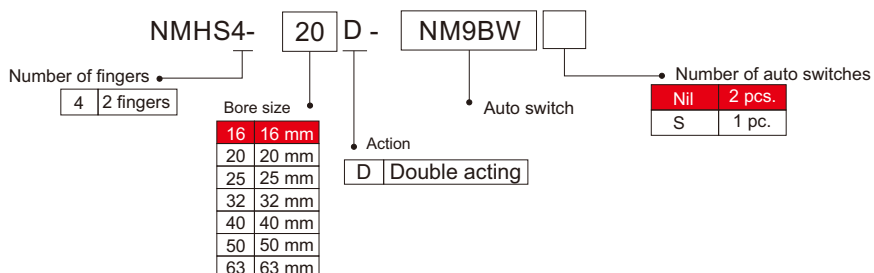 NMHS4- 20 D - NM9BW
Number of fingers
4 2 fingers
Bore size
16 16 mm
20 20 mm
25 25 mm
32 32 mm
40 40 mm
50 50 mm
63 63 mm
Action
D Double acting
Auto switch
Number of auto switches
Nil 2 pcs.
S 1 pc.